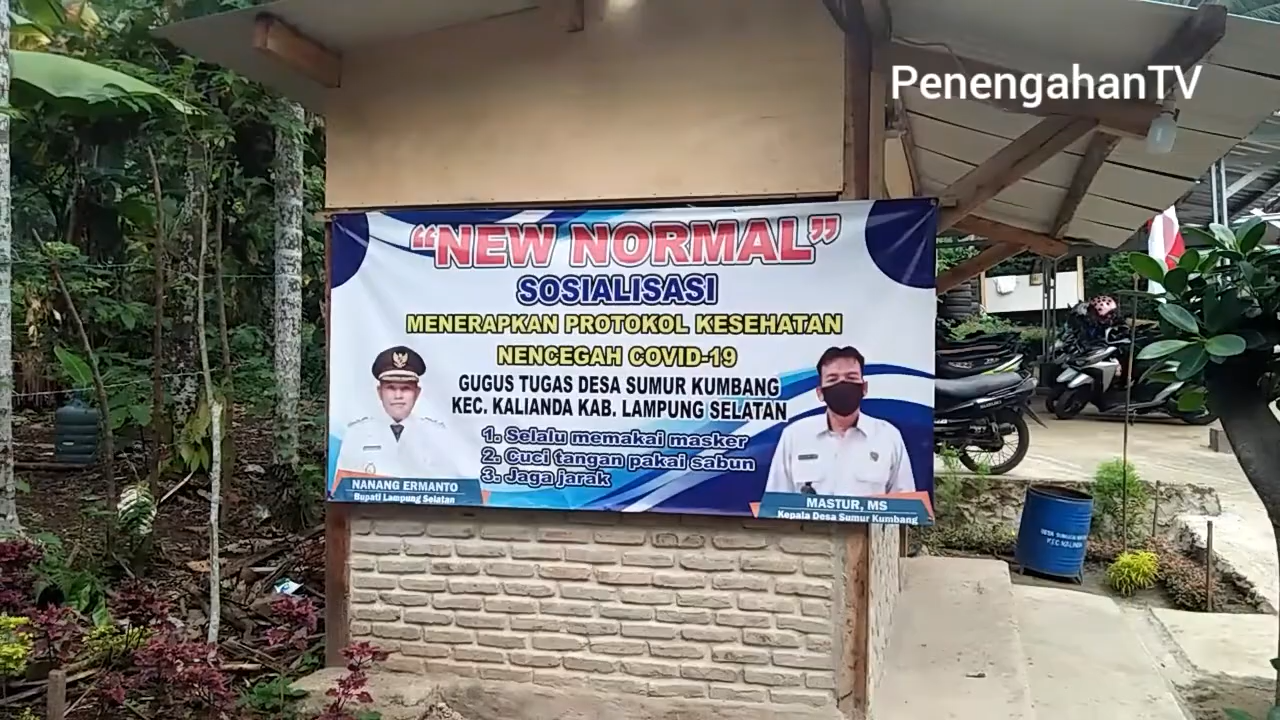 PenengahanTV
"NEW NORMAL"
SOSIALISASI
MENERAPKAN PROTOKOL KESEHATAN
NENCEGAH COVID-19
GUGUS TUGAS DESA SUMUR KUMBANG
KEC. KALIANDA KAB. LAMPUNG SELATAN
1. Selalu memakai masker
2. Cuci tangan pakai sabun
3. Jaga jarak
NANANG ERMANTO
Bupati Lampung Selatan
MASTUR, MS
Kepala Desa Sumur Kumbang